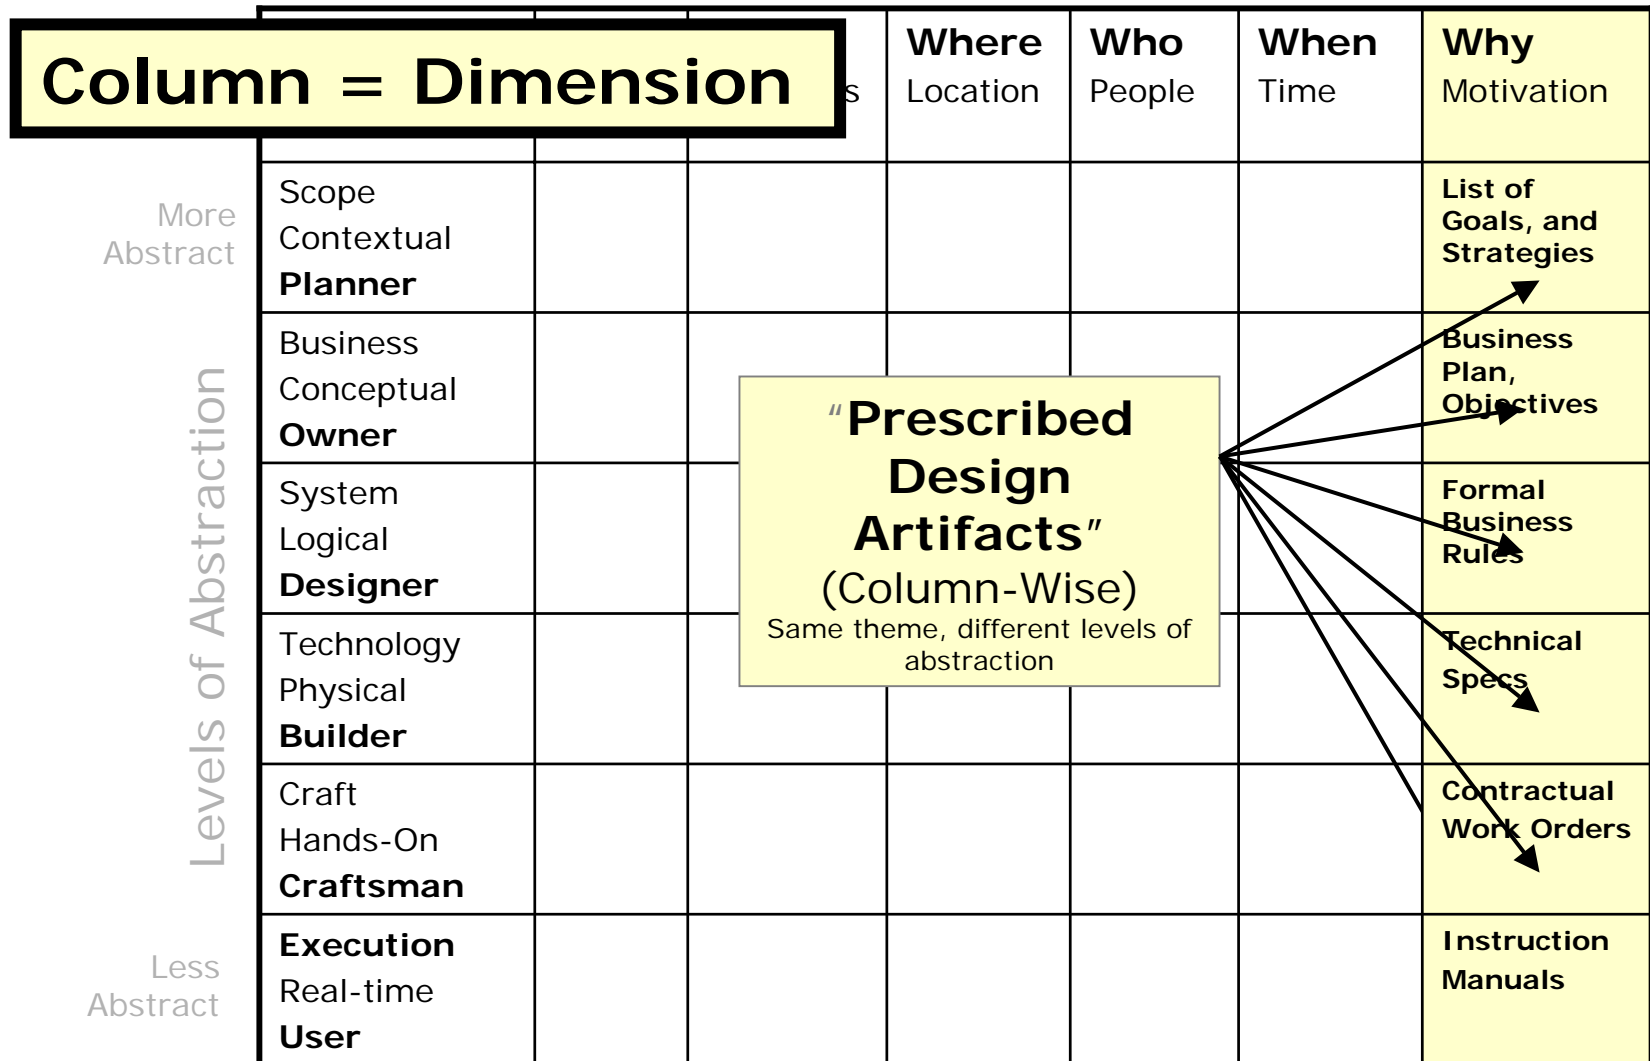 Column = Dimension
s
Where
Location
Who
People
When
Time
Why
Motivation
More
Abstract
Levels of Abstraction
Less
Abstract
Scope
Contextual
Planner
List of
Goals, and
Strategies
Business
Conceptual
Owner
Business
Plan,
Objectives
System
Logical
Designer
Formal
Business
Rules
Technology
Physical
Builder
Technical
Specs
Craft
Hands-On
Craftsman
Contractual
Work Orders
Execution
Real-time
User
Instruction
Manuals
“Prescribed
Design
Artifacts”
(Column-Wise)
Same theme, different levels of
abstraction